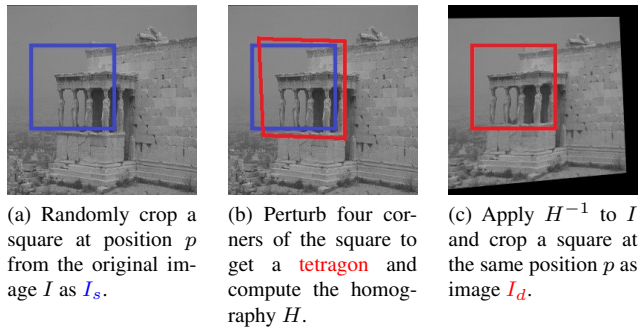 (a) Randomly crop a
square at position p
from the original im-
age I as I_s.
(b) Perturb four cor-
ners of the square to
get a tetragon and
compute the homog-
raphy H.
(c) Apply H^{-1} to I
and crop a square at
the same position p as
image I_d.